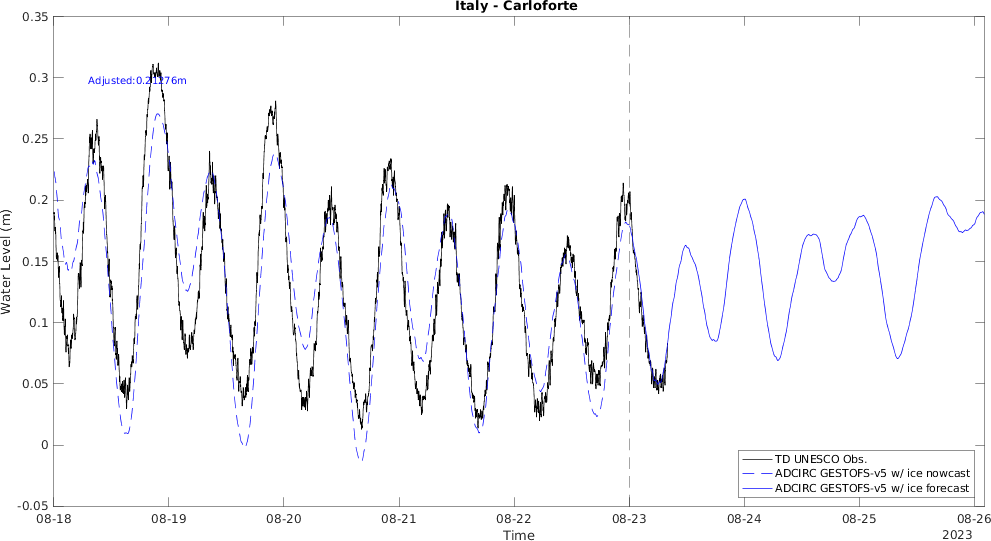 Italy - Carloforte
0.35
0.3
0.25
0.2
0.15
0.1
0.05
0
-0.05
Water Level (m)
Adjusted:0.21276m
TD UNESCO Obs.
ADCIRC GESTOFS-v5 w/ ice nowcast
ADCIRC GESTOFS-v5 w/ ice forecast
08-18 08-19 08-20 08-21 08-22 08-23 08-24 08-25 08-26
Time
2023